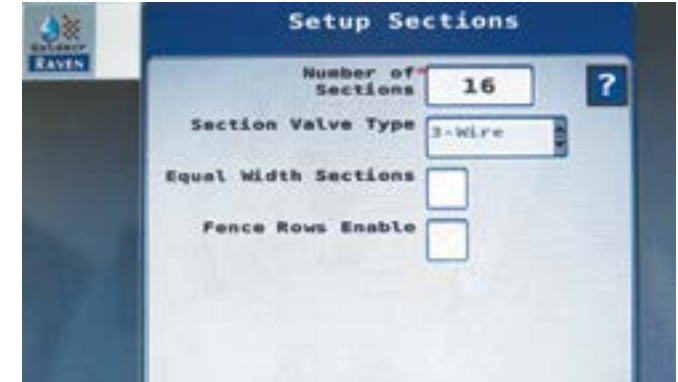 Setup Sections
RAVEN
Number of*
Sections
16
?
Section Valve Type
3-Wire
Equal Width Sections
Fence Rows Enable